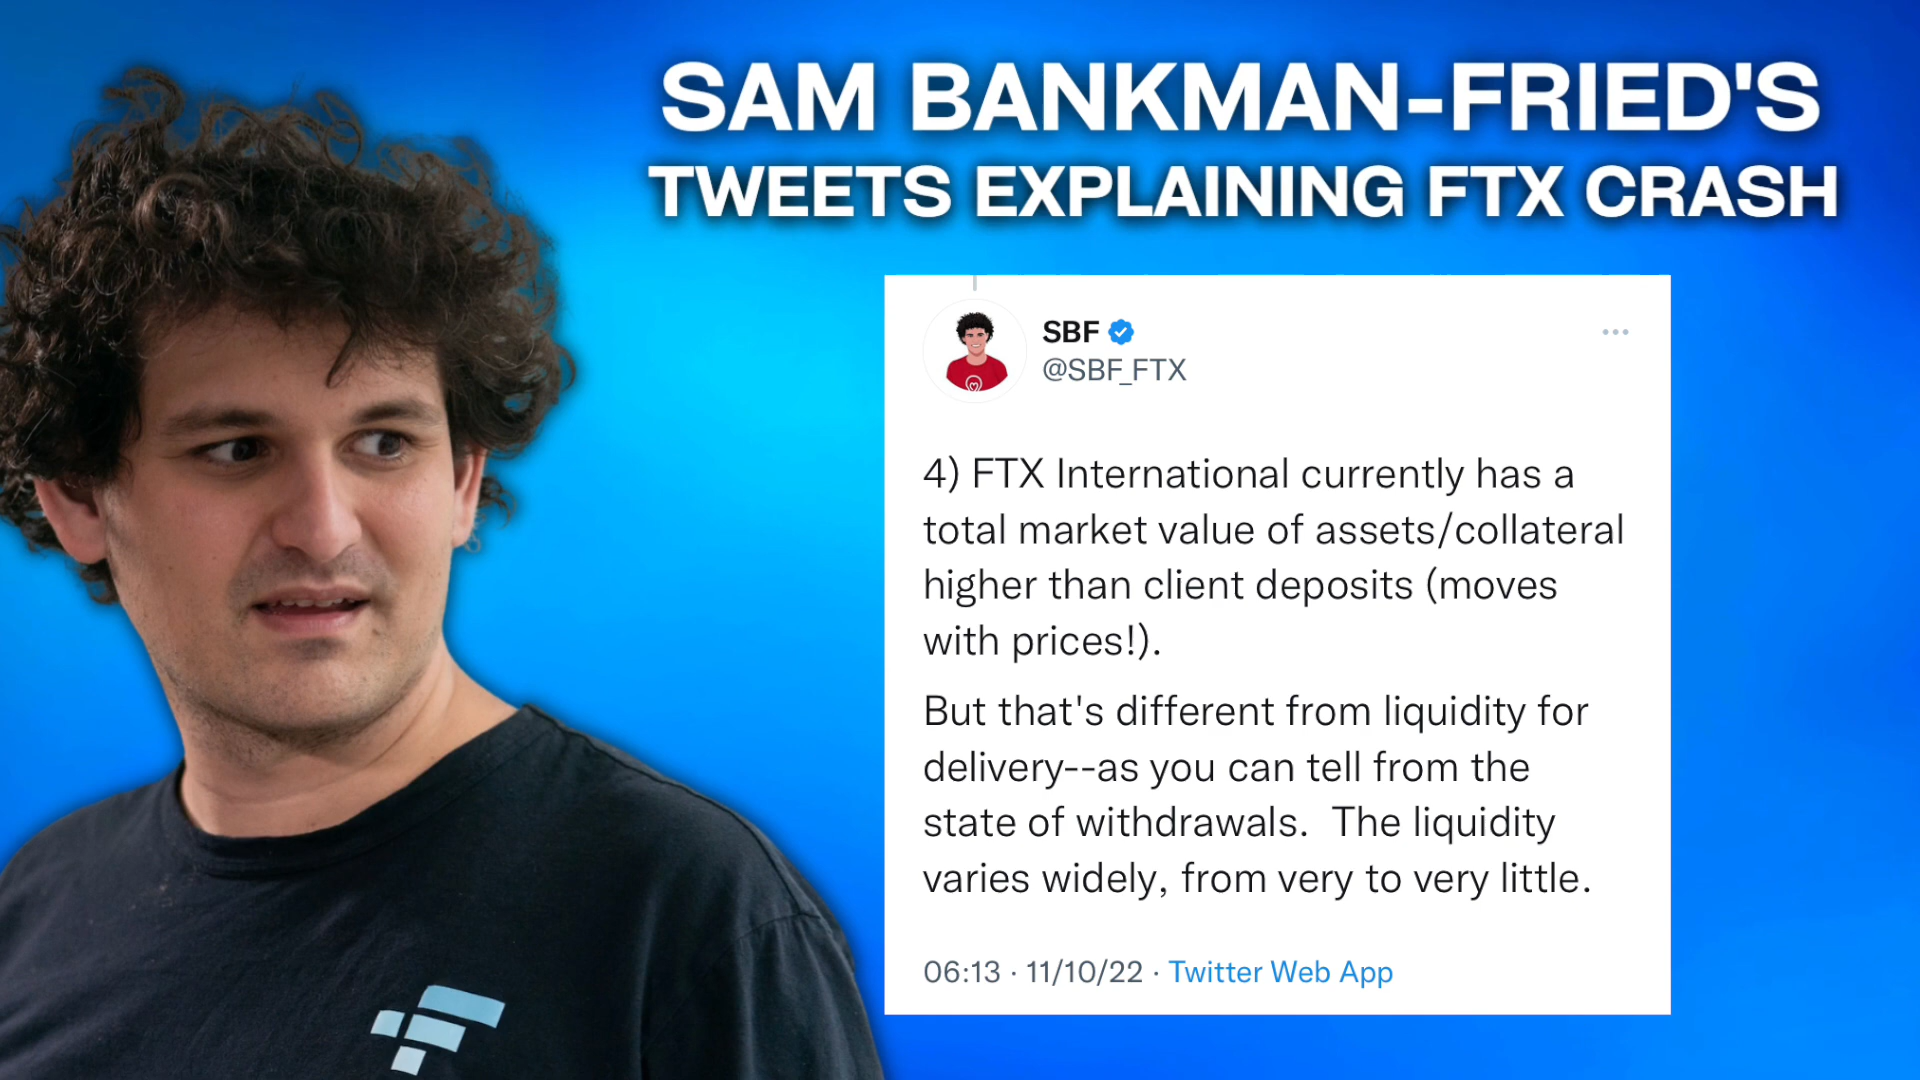 SAM BANKMAN-FRIED'S
TWEETS EXPLAINING FTX CRASH
SBF
@SBF_FTX
4) FTX International currently has a
total market value of assets/collateral
higher than client deposits (moves
with prices!).
But that's different from liquidity for
delivery--as you can tell from the
state of withdrawals.  The liquidity
varies widely, from very to very little.
06:13 · 11/10/22 · Twitter Web App